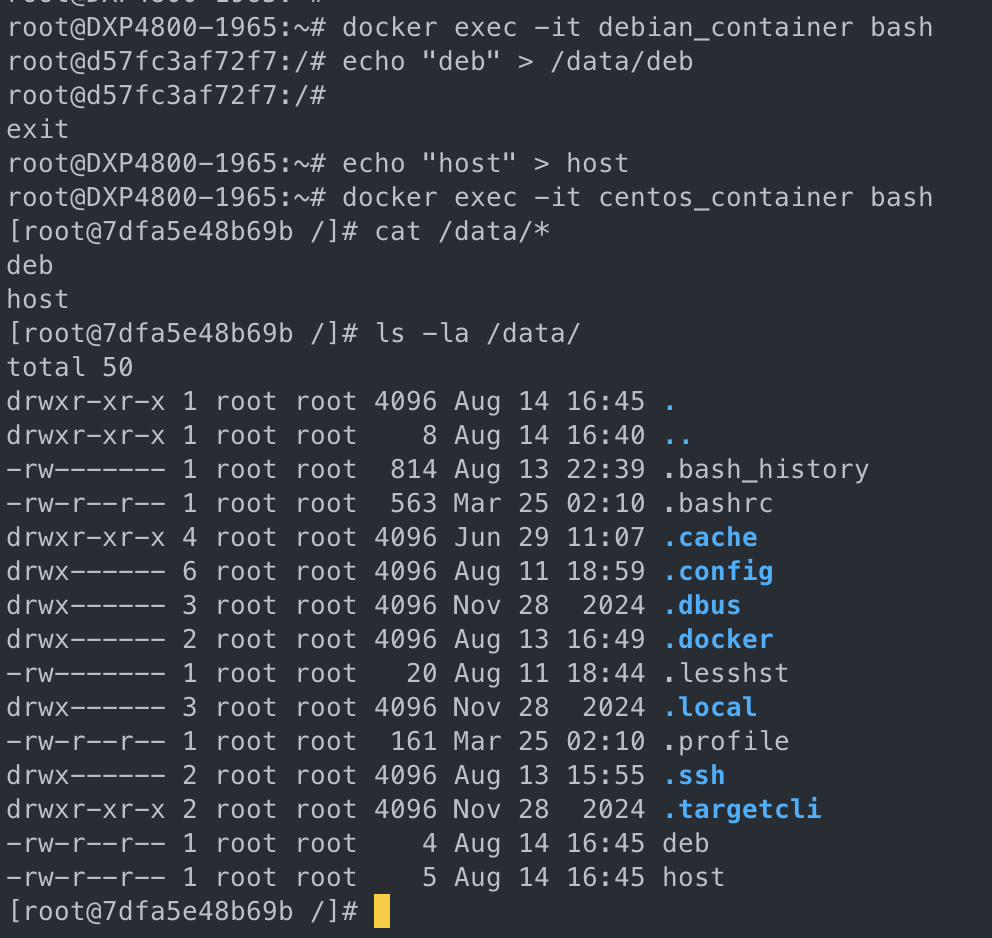 root@DXP4800-1965:~#
root@DXP4800-1965:~# docker exec -it debian_container bash
root@d57fc3af72f7:/# echo "deb" > /data/deb
root@d57fc3af72f7:/#
exit
root@DXP4800-1965:~# echo "host" > host
root@DXP4800-1965:~# docker exec -it centos_container bash
[root@7dfa5e48b69b /]# cat /data/*
deb
host
[root@7dfa5e48b69b /]# ls -la /data/
total 50
drwxr-xr-x 1 root root 4096 Aug 14 16:45 .
drwxr-xr-x 1 root root    8 Aug 14 16:40 ..
-rw------- 1 root root  814 Aug 13 22:39 .bash_history
-rw-r--r-- 1 root root  563 Mar 25 02:10 .bashrc
drwxr-xr-x 4 root root 4096 Jun 29 11:07 .cache
drwx------ 6 root root 4096 Aug 11 18:59 .config
drwx------ 3 root root 4096 Nov 28  2024 .dbus
drwx------ 2 root root 4096 Aug 13 16:49 .docker
-rw------- 1 root root   20 Aug 11 18:44 .lesshst
drwx------ 3 root root 4096 Nov 28  2024 .local
-rw-r--r-- 1 root root  161 Mar 25 02:10 .profile
drwx------ 2 root root 4096 Aug 13 15:55 .ssh
drwxr-xr-x 2 root root 4096 Nov 28  2024 .targetcli
-rw-r--r-- 1 root root    4 Aug 14 16:45 deb
-rw-r--r-- 1 root root    5 Aug 14 16:45 host
[root@7dfa5e48b69b /]#